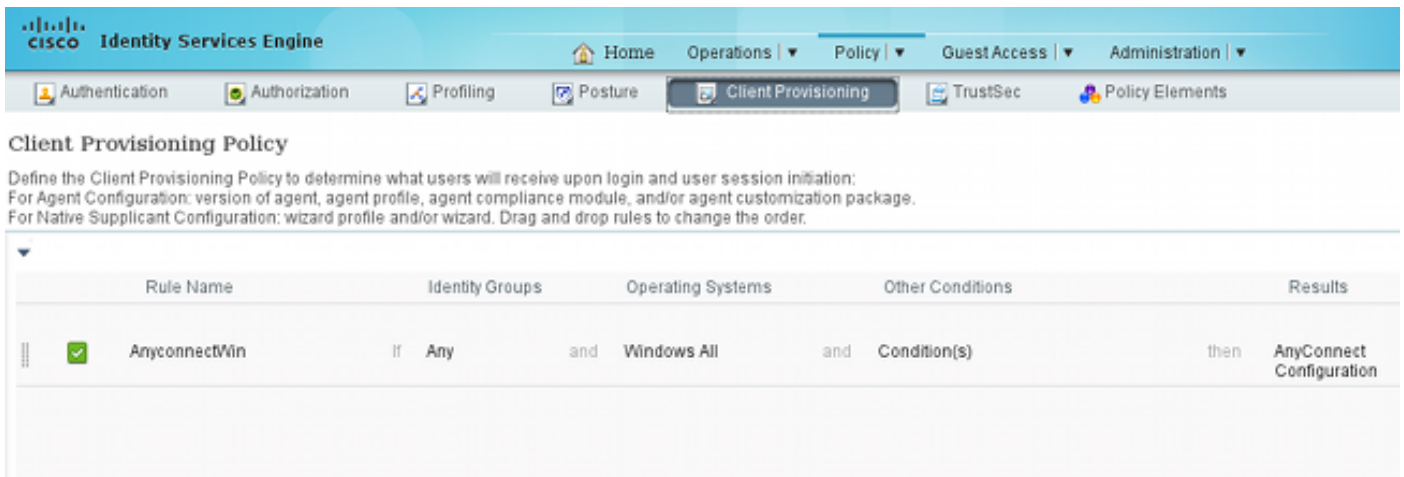 CISCO Identity Services Engine
Home Operations | ▼ Policy | ▼ Guest Access | ▼ Administration | ▼
Authentication Authorization Profiling Posture Client Provisioning TrustSec Policy Elements
Client Provisioning Policy
Define the Client Provisioning Policy to determine what users will receive upon login and user session initiation:
For Agent Configuration: version of agent, agent profile, agent compliance module, and/or agent customization package.
For Native Supplicant Configuration: wizard profile and/or wizard. Drag and drop rules to change the order.
Rule Name Identity Groups Operating Systems Other Conditions Results
AnyconnectWin If Any and Windows All and Condition(s) then AnyConnect
Configuration